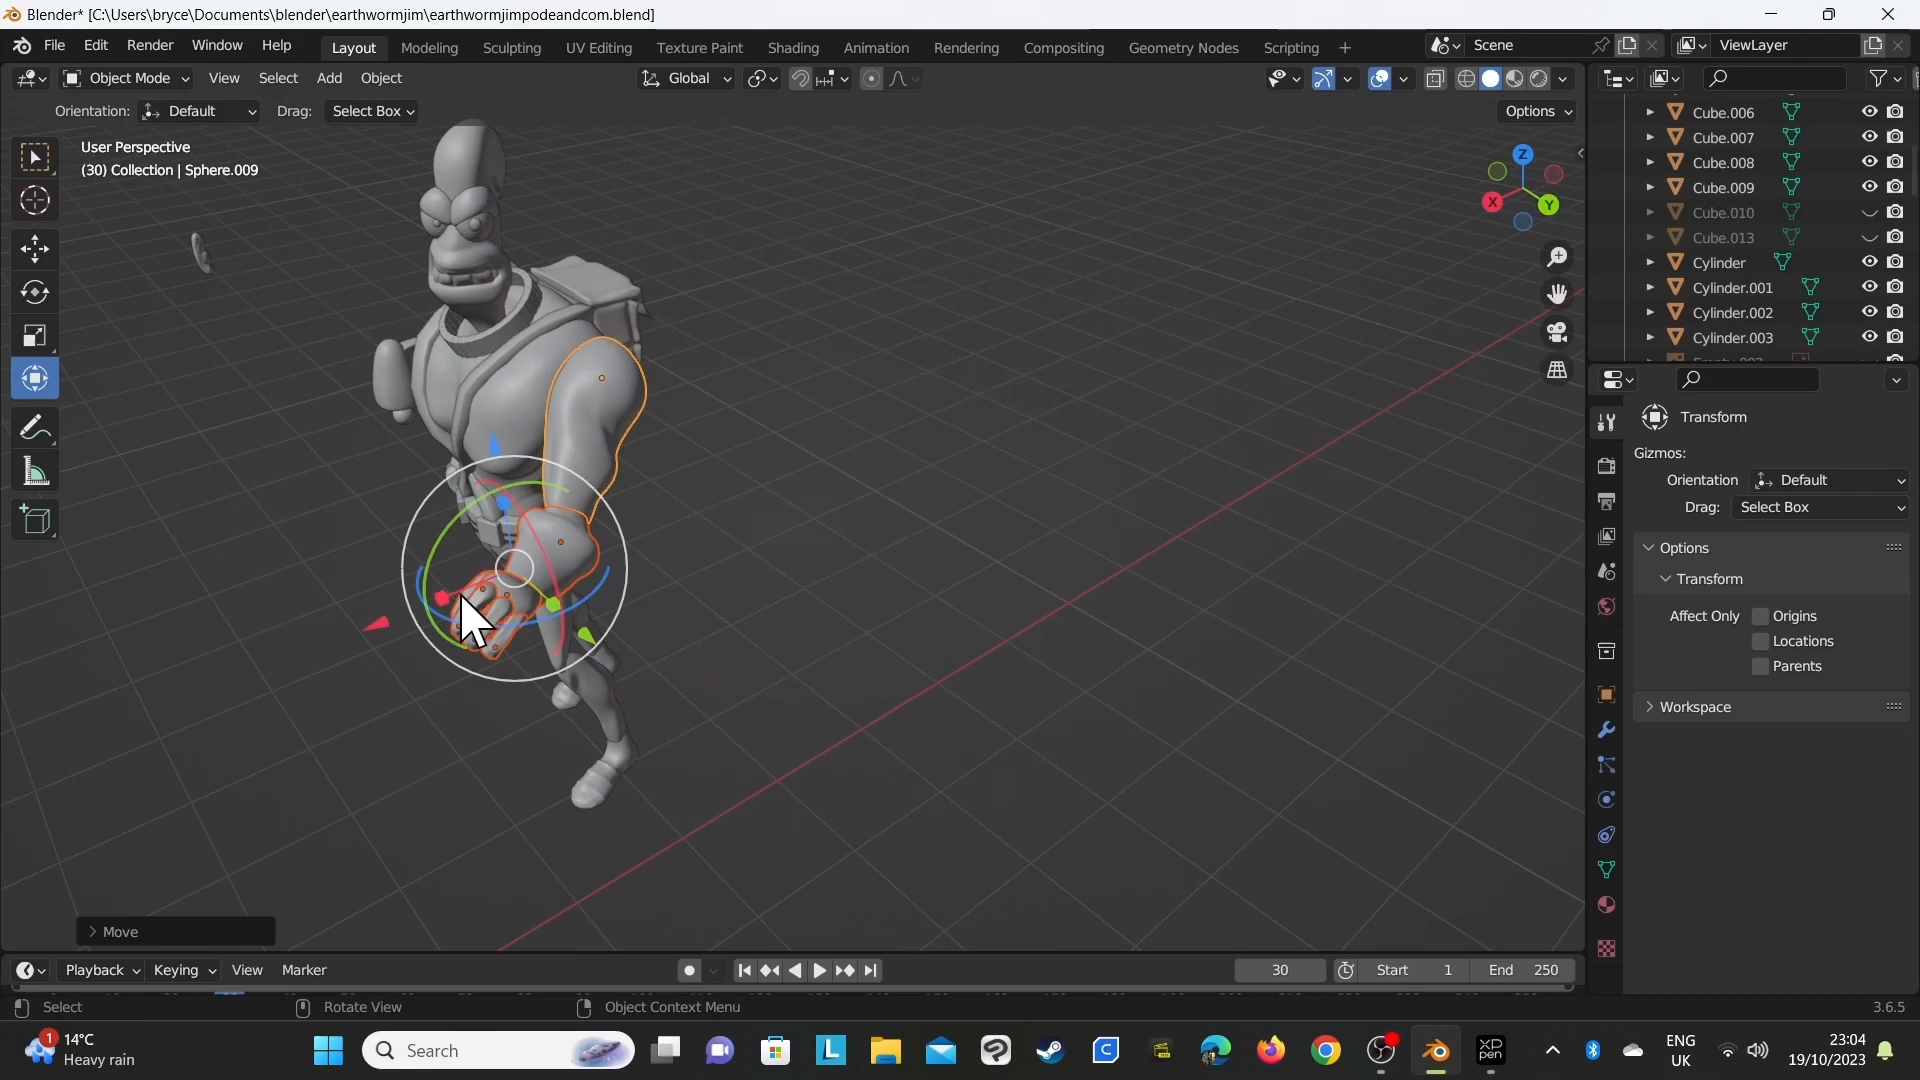 Blender* [C:\Users\bryce\Documents\blender\earthwormjim\earthwormjimpodeandcom.blend]
File Edit Render Window Help Layout Modeling Sculpting UV Editing Texture Paint Shading Animation Rendering Compositing Geometry Nodes Scripting + Scene ViewLayer
Object Mode View Select Add Object Global
Orientation: Default Drag: Select Box Options
User Perspective
(30) Collection | Sphere.009
Z
X
Y
Cube.006
Cube.007
Cube.008
Cube.009
Cube.010
Cube.013
Cylinder
Cylinder.001
Cylinder.002
Cylinder.003
Transform
Gizmos:
Orientation Default
Drag: Select Box
Options
Transform
Affect Only Origins
Locations
Parents
Workspace
Move
Playback Keying View Marker 30 Start 1 End 250
Select Rotate View Object Context Menu 3.6.5
1 14°C
Heavy rain
Search
L
XP
pen
ENG
UK
23:04
19/10/2023